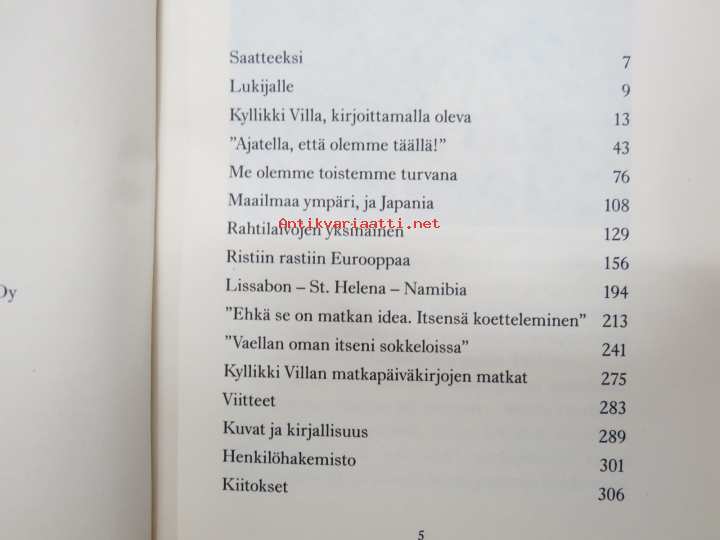 Saatteeksi 7
Lukijalle 9
Kyllikki Villa, kirjoittamalla oleva 13
”Ajatella, että olemme täällä!” 43
Me olemme toistemme turvana 76
Maailmaa ympäri, ja Japania 108
Antikvariaatti.net
Rahtilaivojen yksinäinen 129
Ristiin rastiin Eurooppaa 156
Oy
Lissabon – St. Helena – Namibia 194
”Ehkä se on matkan idea. Itsensä koetteleminen” 213
”Vaellan oman itseni sokkeloissa” 241
Kyllikki Villan matkapäiväkirjojen matkat 275
Viitteet 283
Kuvat ja kirjallisuus 289
Henkilöhakemisto 301
Kiitokset 306
5